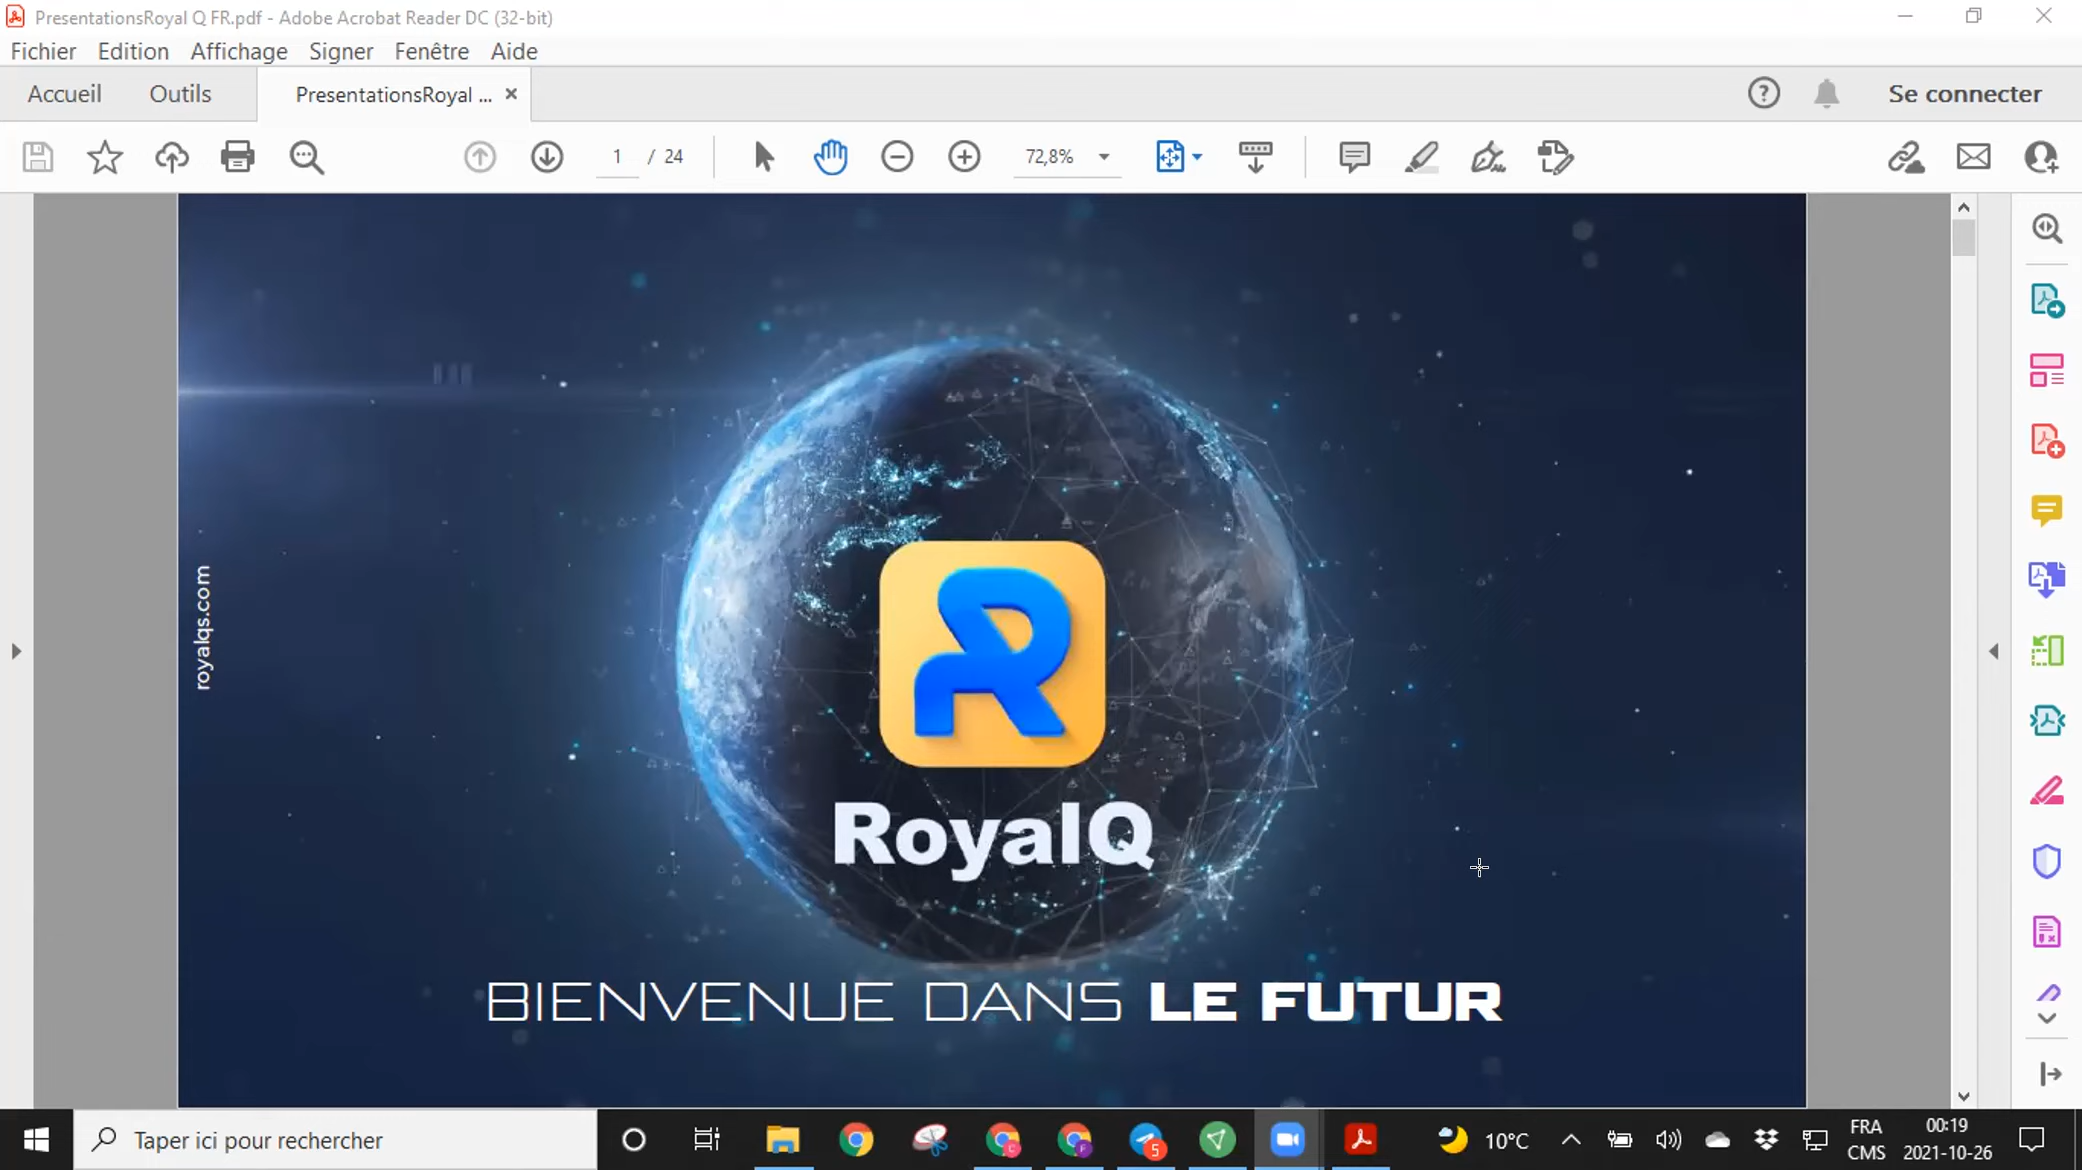 PresentationsRoyal Q FR.pdf - Adobe Acrobat Reader DC (32-bit)
Fichier Edition Affichage Signer Fenêtre Aide
Accueil Outils PresentationsRoyal ... Se connecter
1 / 24 72,8%
royalqs.com
RoyalQ
BIENVENUE DANS LE FUTUR
Taper ici pour rechercher
5
10°C
FRA
CMS
00:19
2021-10-26